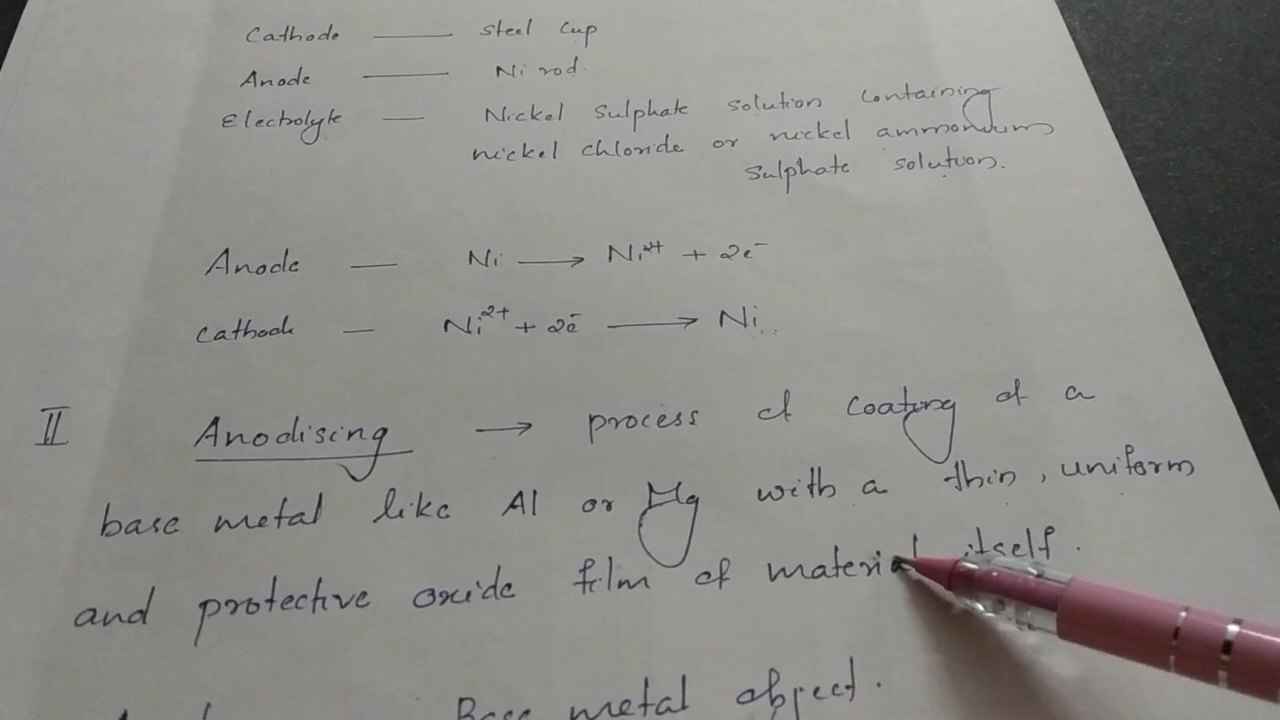 Cathode — Steel Cup
Anode — Ni rod.
Electrolyte — Nickel Sulphate solution containing
nickel chloride or nickel ammonium
Sulphate solution.
Anode — Ni → Ni²⁺ + 2e⁻
Cathode — Ni²⁺ + 2e⁻ → Ni
II Anodising → process of coating of a
base metal like Al or Mg with a thin, uniform
and protective oxide film of material itself.
Base metal object.